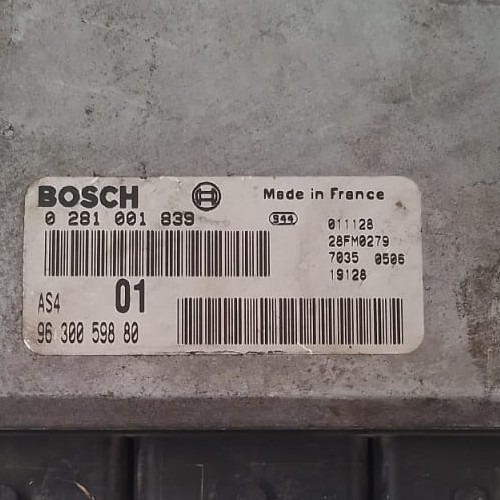 BOSCH Made in France
0 281 001 839 944 011128
28FM0279
7035 0506
19128
AS4 01
96 300 598 80